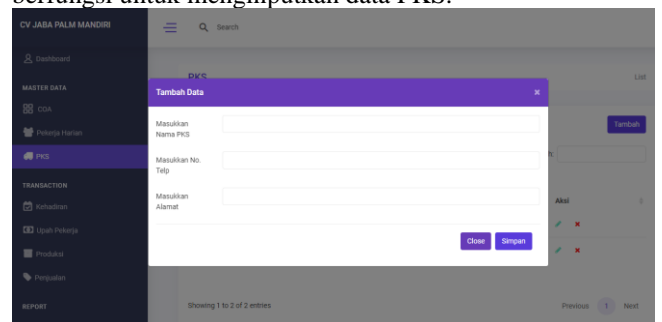 berfungsi untuk menginputkan data PKS.
CV JABA PALM MANDIRI
Search
Dashboard
PKS
List
MASTER DATA
Tambah Data
×
COA
Masukkan
Nama PKS
Tambah
Pekerja Harian
PKS
Masukkan No.
Telp
h:
TRANSACTION
Masukkan
Alamat
Aksi
Kehadiran
Upah Pekerja
Close Simpan
Produksi
Penjualan
REPORT
Showing 1 to 2 of 2 entries
Previous 1 Next